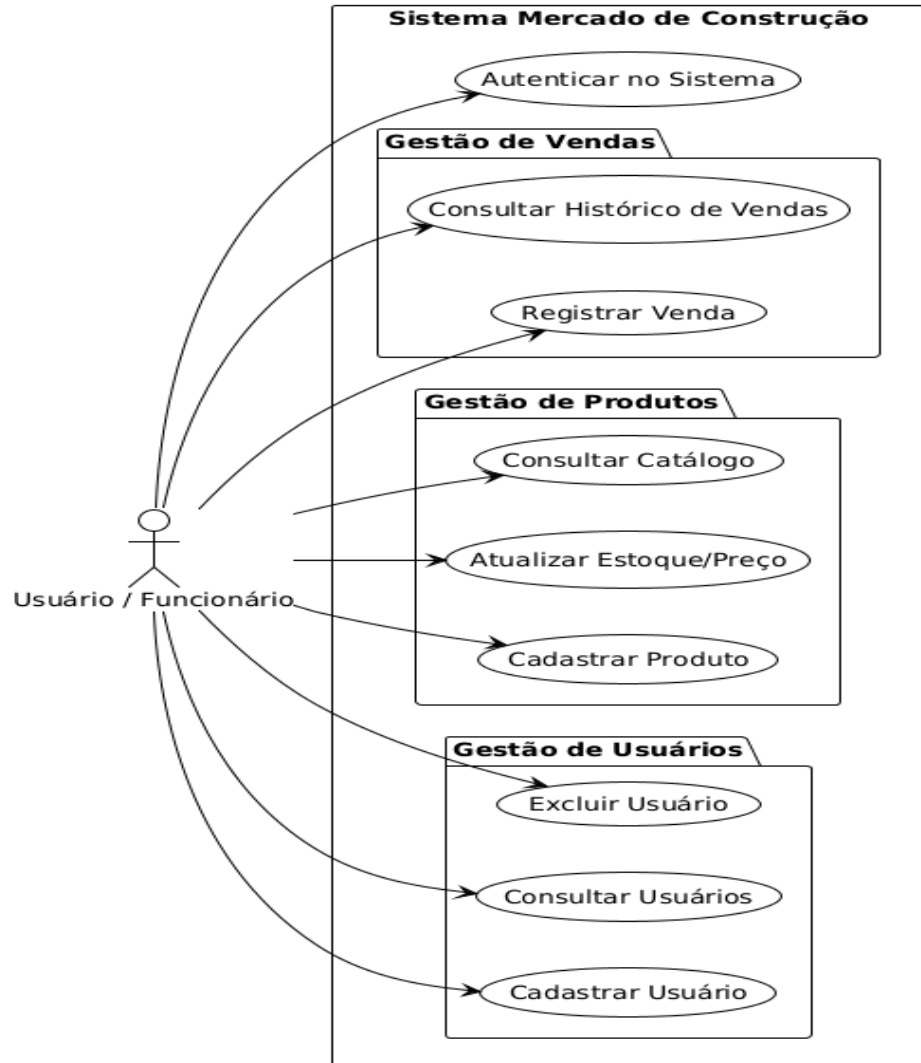 Sistema Mercado de Construção
Autenticar no Sistema
Gestão de Vendas
Consultar Histórico de Vendas
Registrar Venda
Gestão de Produtos
Consultar Catálogo
Atualizar Estoque/Preço
Usuário / Funcionário
Cadastrar Produto
Gestão de Usuários
Excluir Usuário
Consultar Usuários
Cadastrar Usuário